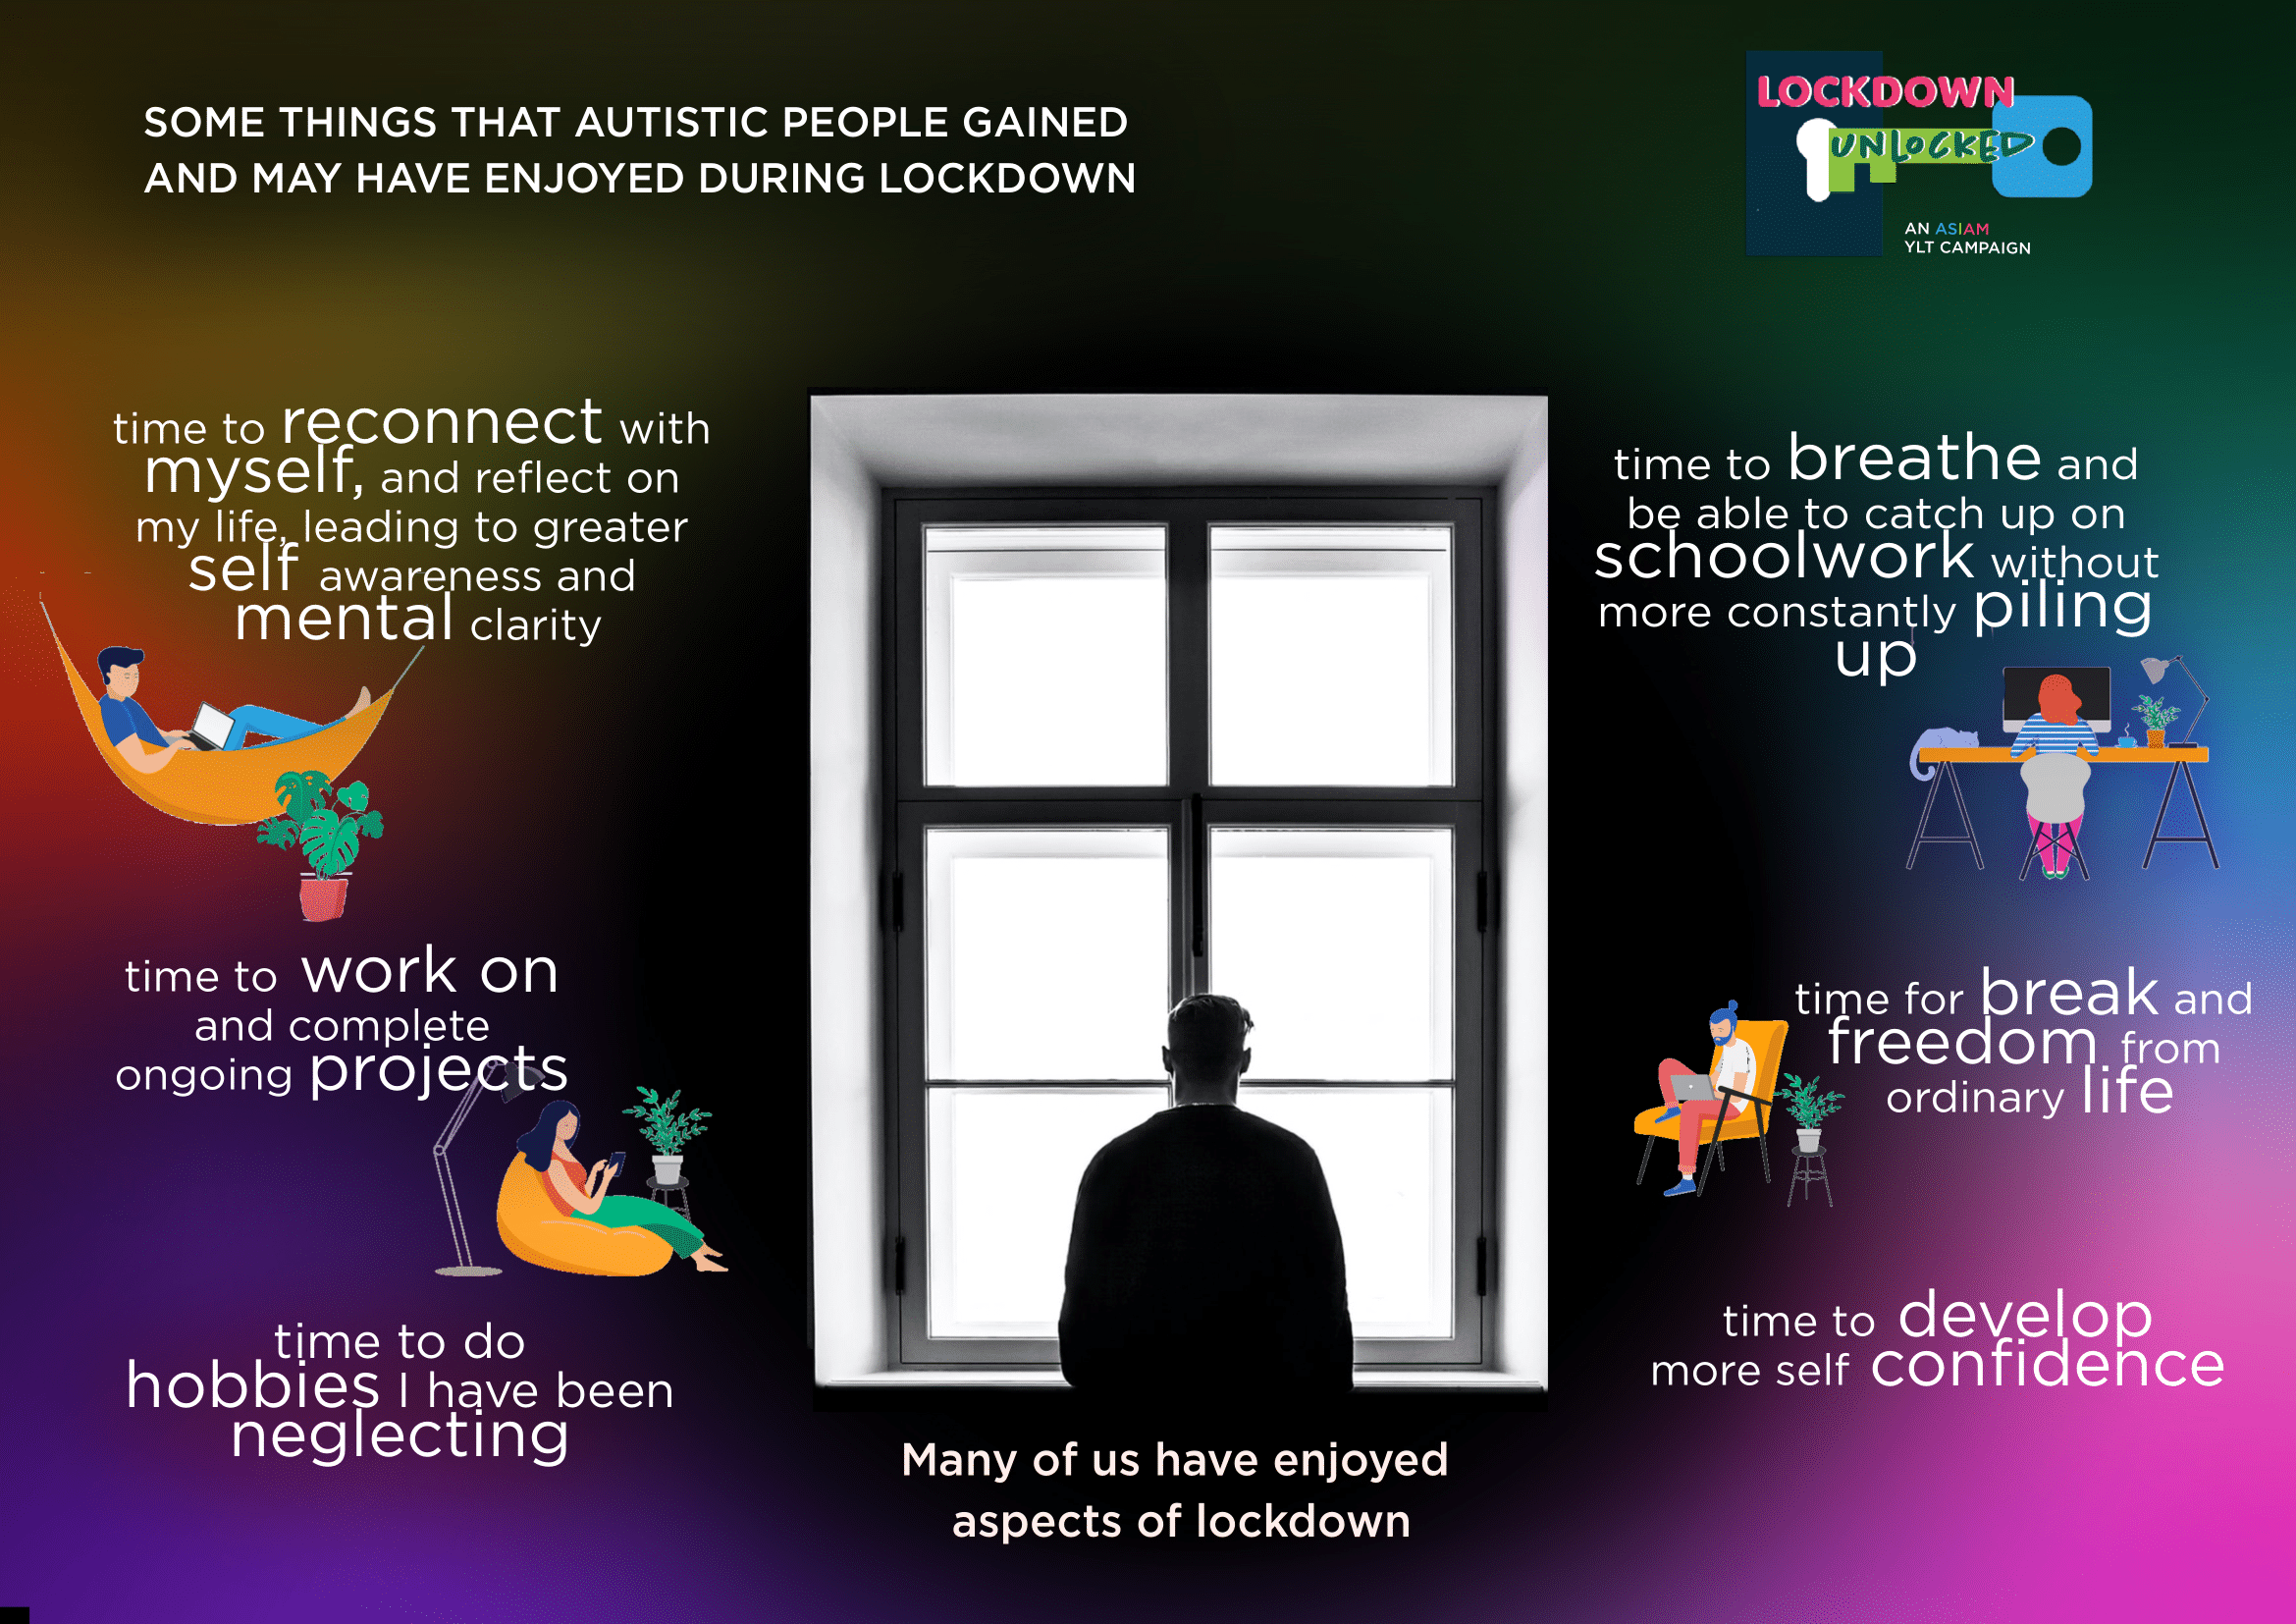 SOME THINGS THAT AUTISTIC PEOPLE GAINED
AND MAY HAVE ENJOYED DURING LOCKDOWN
LOCKDOWN
UNLOCKED
AN ASIAM
YLT CAMPAIGN
time to reconnect with
myself, and reflect on
my life, leading to greater
self awareness and
mental clarity
time to work on
and complete
ongoing projects
time to do
hobbies I have been
neglecting
time to breathe and
be able to catch up on
schoolwork without
more constantly piling
up
time for break and
freedom from
ordinary life
time to develop
more self confidence
Many of us have enjoyed
aspects of lockdown